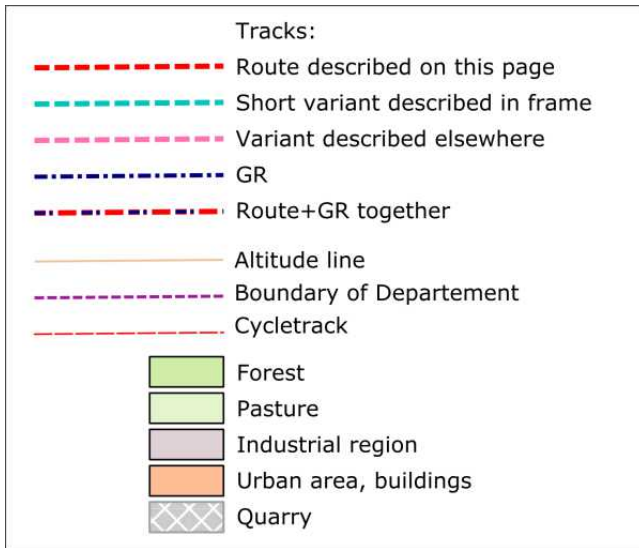 Tracks:
Route described on this page
Short variant described in frame
Variant described elsewhere
GR
Route+GR together
Altitude line
Boundary of Departement
Cycletrack
Forest
Pasture
Industrial region
Urban area, buildings
Quarry